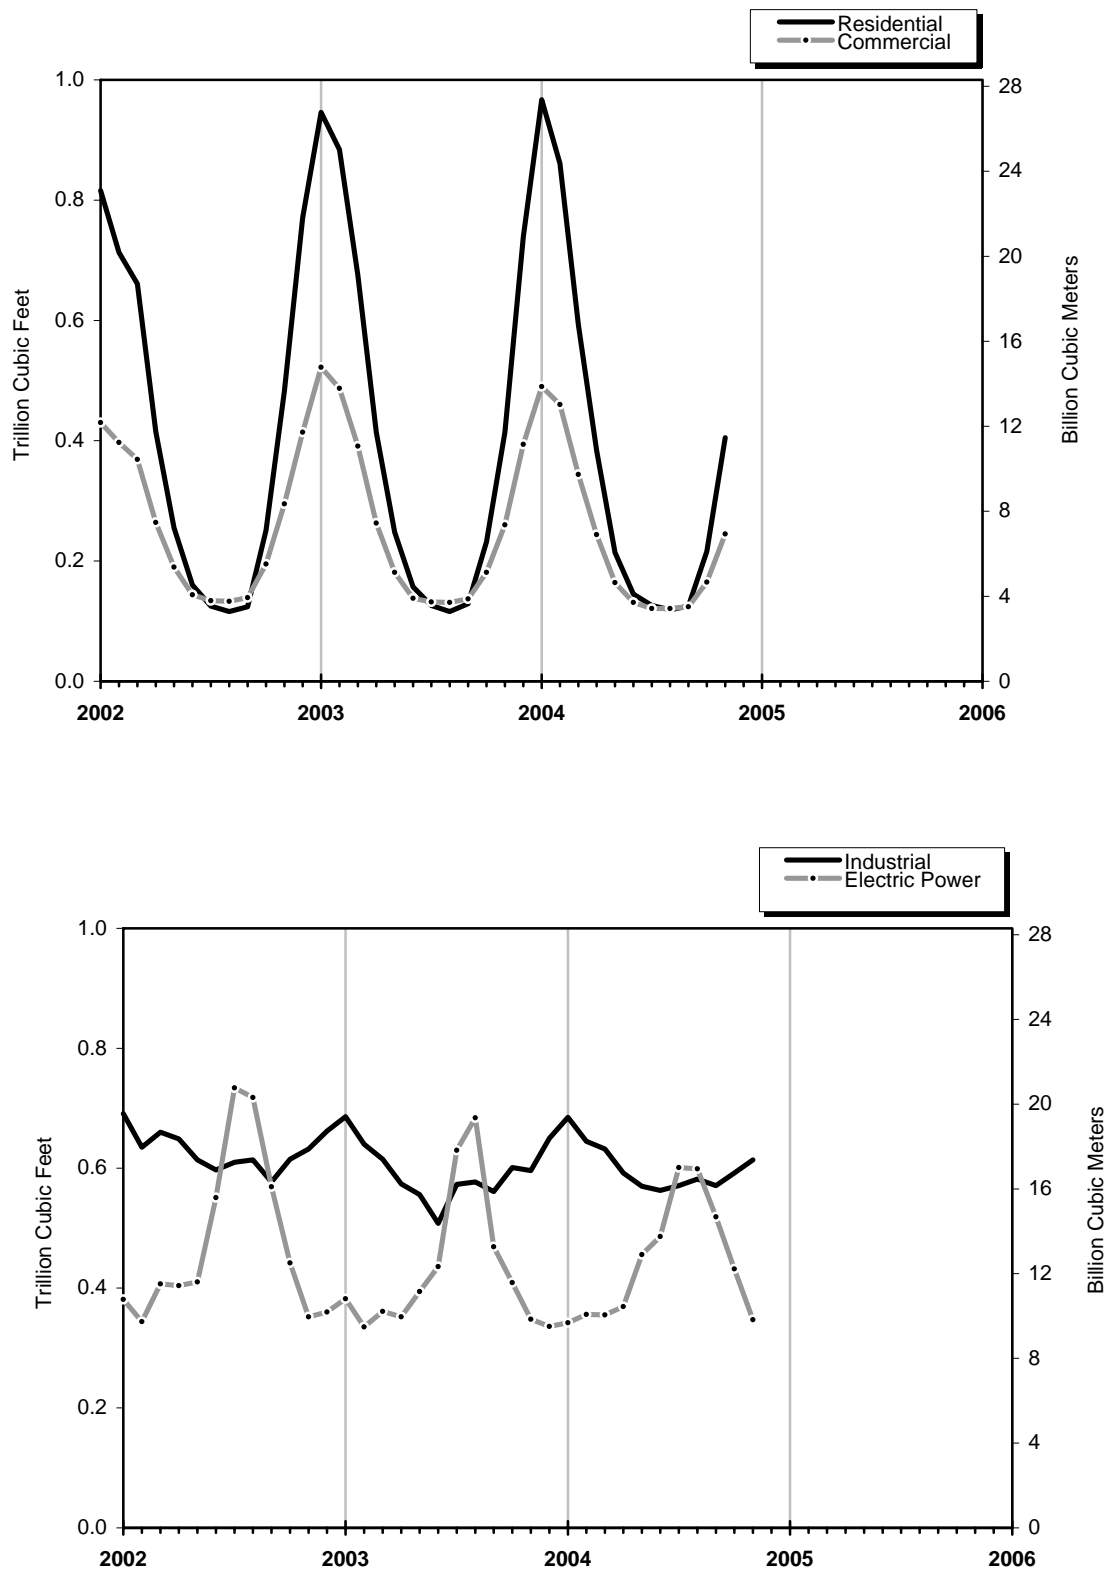 Residential
Commercial
1.0
0.8
0.6
0.4
0.2
0.0
Trillion Cubic Feet
28
24
20
16
12
8
4
0
Billion Cubic Meters
2002 2003 2004 2005 2006
Industrial
Electric Power
1.0
0.8
0.6
0.4
0.2
0.0
Trillion Cubic Feet
28
24
20
16
12
8
4
0
Billion Cubic Meters
2002 2003 2004 2005 2006